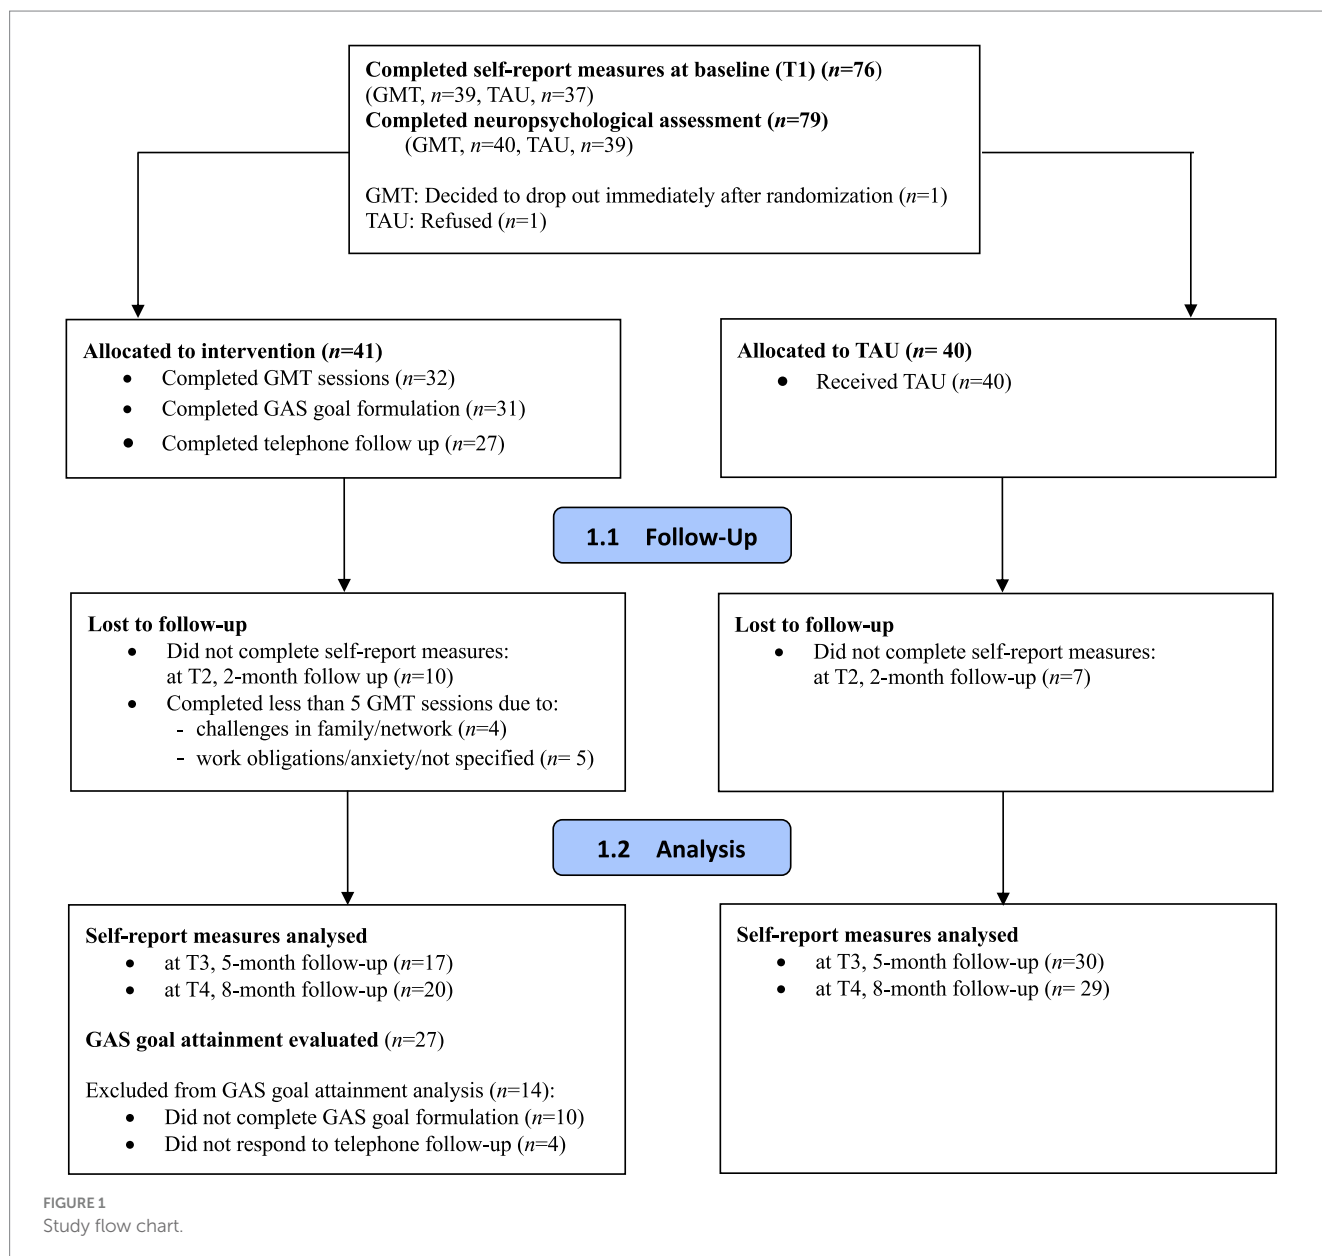 Completed self-report measures at baseline (T1) (n=76)
(GMT, n=39, TAU, n=37)
Completed neuropsychological assessment (n=79)
(GMT, n=40, TAU, n=39)
GMT: Decided to drop out immediately after randomization (n=1)
TAU: Refused (n=1)
Allocated to intervention (n=41)
• Completed GMT sessions (n=32)
• Completed GAS goal formulation (n=31)
• Completed telephone follow up (n=27)
Allocated to TAU (n= 40)
• Received TAU (n=40)
1.1 Follow-Up
Lost to follow-up
• Did not complete self-report measures:
at T2, 2-month follow up (n=10)
• Completed less than 5 GMT sessions due to:
- challenges in family/network (n=4)
- work obligations/anxiety/not specified (n= 5)
Lost to follow-up
• Did not complete self-report measures:
at T2, 2-month follow-up (n=7)
1.2 Analysis
Self-report measures analysed
• at T3, 5-month follow-up (n=17)
• at T4, 8-month follow-up (n=20)
GAS goal attainment evaluated (n=27)
Excluded from GAS goal attainment analysis (n=14):
• Did not complete GAS goal formulation (n=10)
• Did not respond to telephone follow-up (n=4)
Self-report measures analysed
• at T3, 5-month follow-up (n=30)
• at T4, 8-month follow-up (n= 29)
FIGURE 1
Study flow chart.